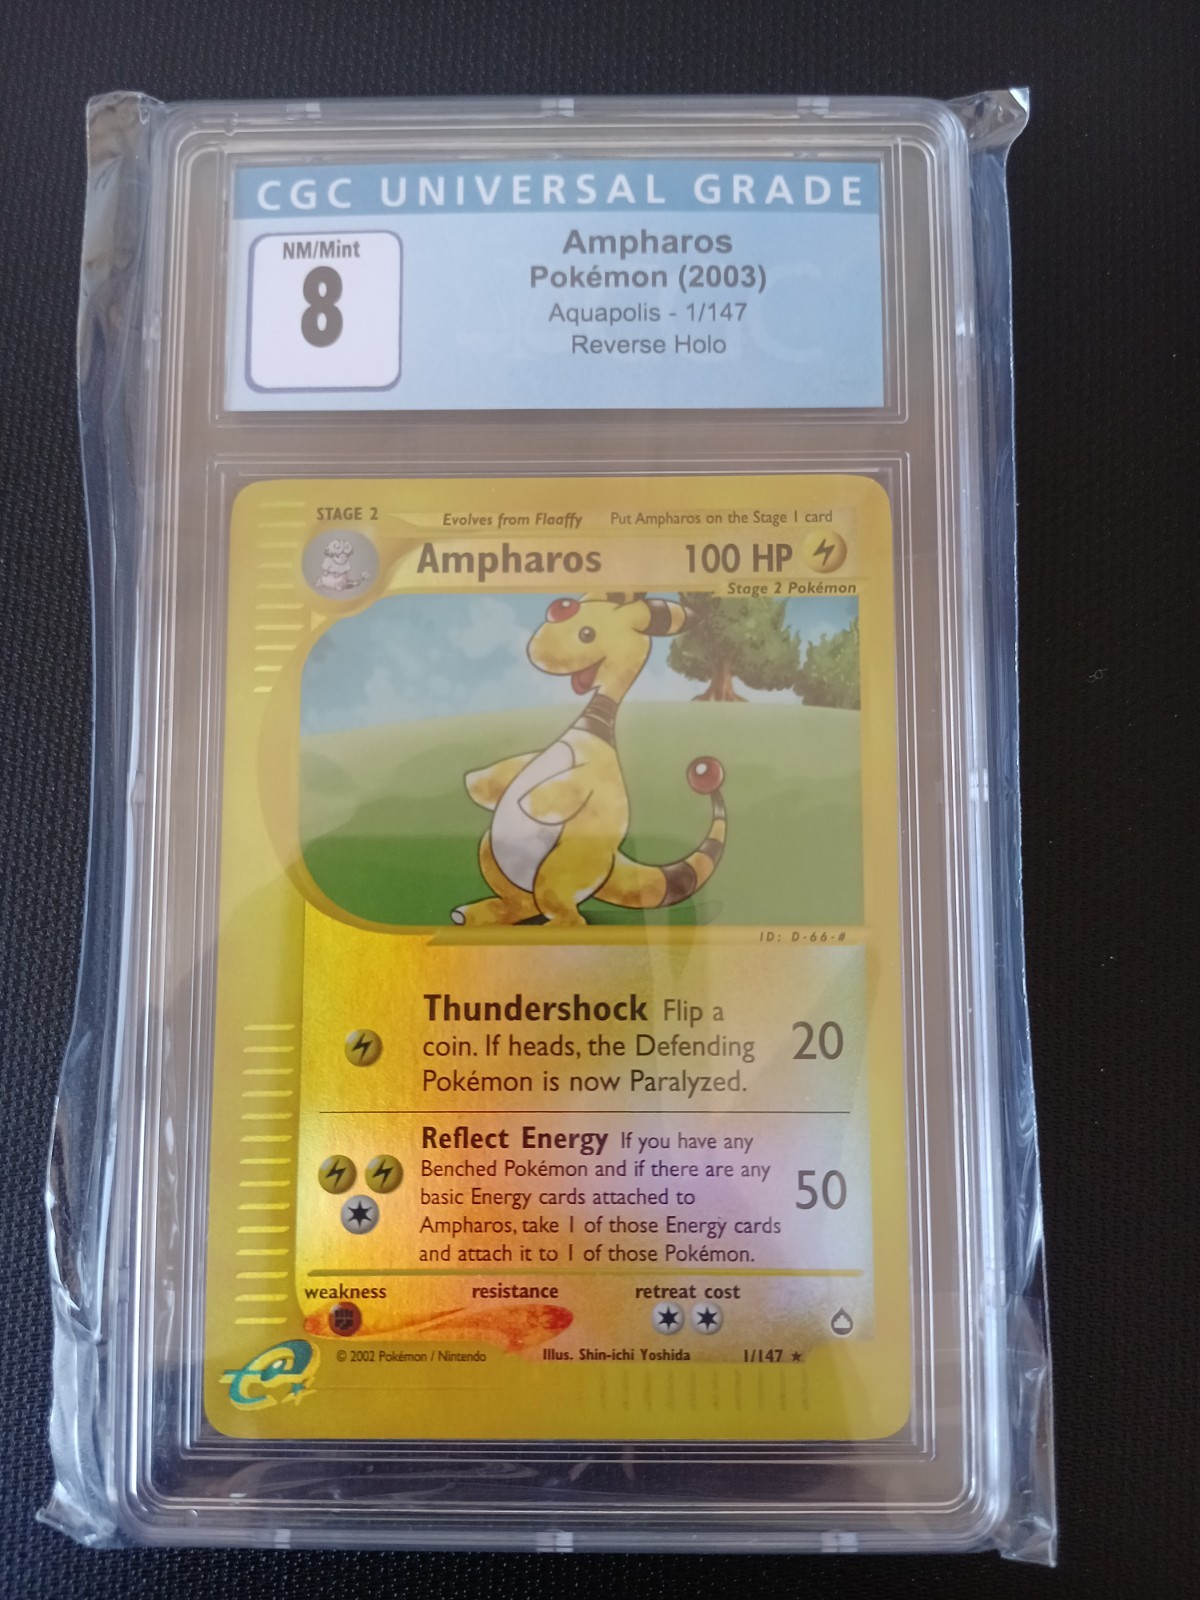 CGC UNIVERSAL GRADE
NM/Mint
8
Ampharos
Pokémon (2003)
Aquapolis - 1/147
Reverse Holo
STAGE 2
Evolves from Flaaffy Put Ampharos on the Stage 1 card
Ampharos 100 HP
Stage 2 Pokémon
ID: D-66-#
Thundershock Flip a
coin. If heads, the Defending
Pokémon is now Paralyzed.
20
Reflect Energy If you have any
Benched Pokémon and if there are any
basic Energy cards attached to
Ampharos, take 1 of those Energy cards
and attach it to 1 of those Pokémon.
50
weakness resistance retreat cost
e
© 2002 Pokémon / Nintendo Illus. Shin-ichi Yoshida 1/147 ★